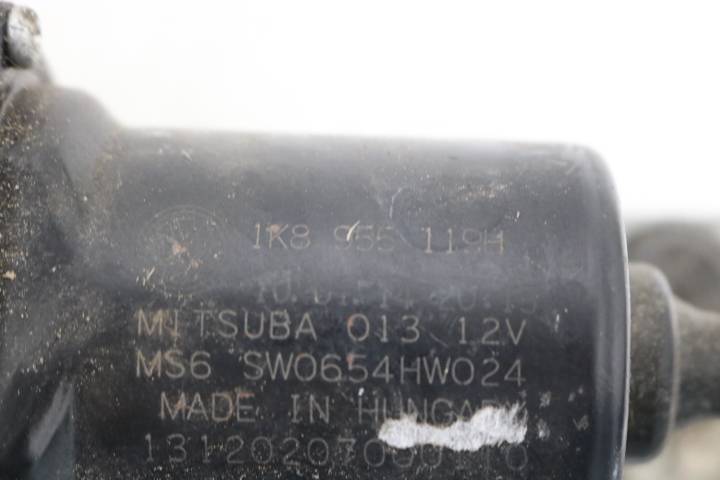 1K8 955 119H
MITSUBA 013 12V
MS6 SW0654HW024
MADE IN HUNGARY